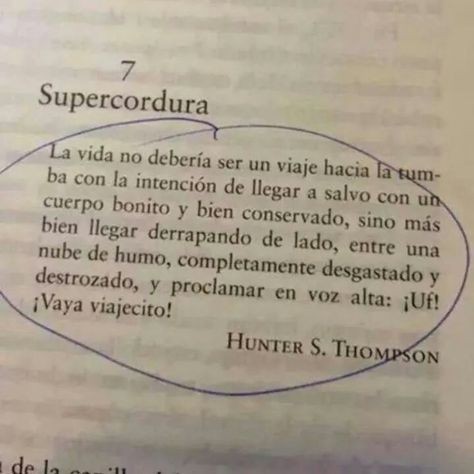 7
Supercordura
La vida no debería ser un viaje hacia la tum-
ba con la intención de llegar a salvo con un
cuerpo bonito y bien conservado, sino más
bien llegar derrapando de lado, entre una
nube de humo, completamente desgastado y
destrozado, y proclamar en voz alta: ¡Uf!
¡Vaya viajecito!
HUNTER S. THOMPSON
de la